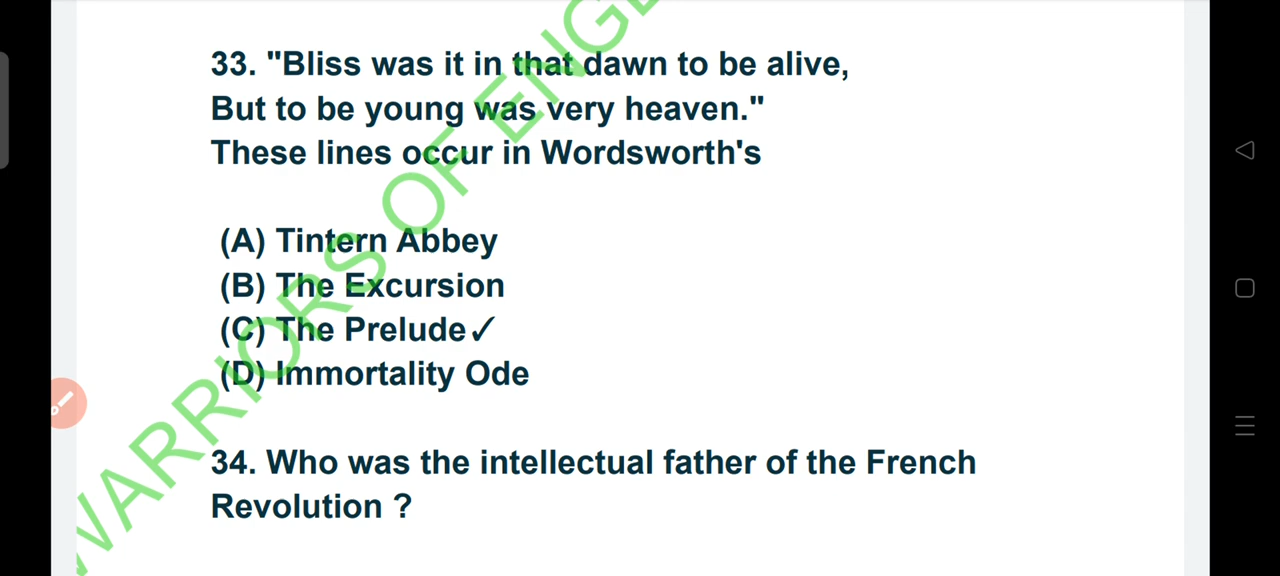 33. "Bliss was it in that dawn to be alive,
But to be young was very heaven."
These lines occur in Wordsworth's
(A) Tintern Abbey
(B) The Excursion
(C) The Prelude✓
(D) Immortality Ode
34. Who was the intellectual father of the French
Revolution ?
WARRIORS OF ENG